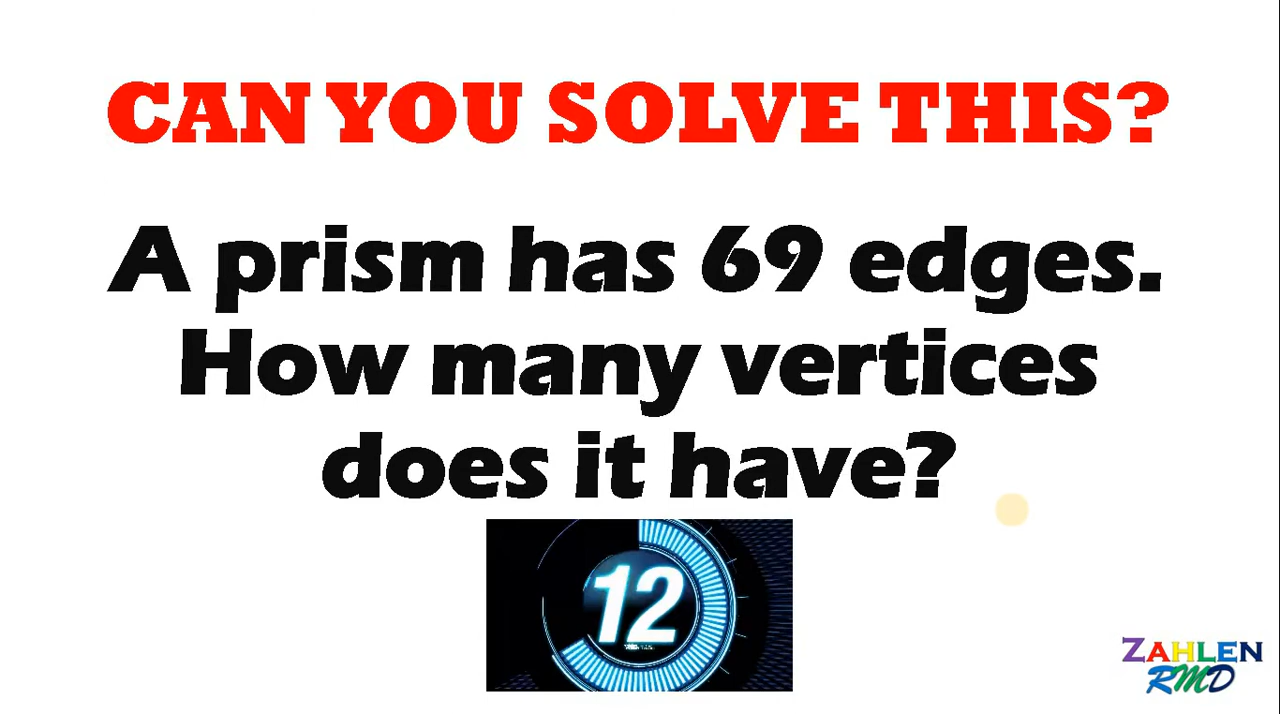 CAN YOU SOLVE THIS?
A prism has 69 edges.
How many vertices
does it have?
12
ZAHLEN
RMD